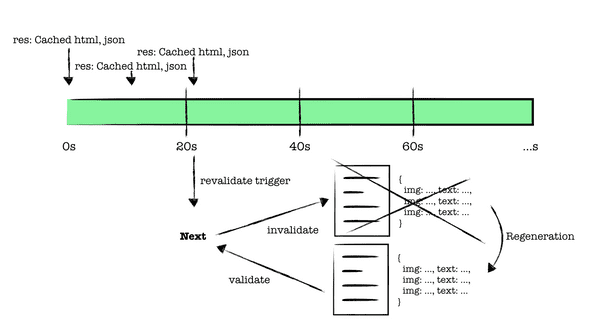 res: Cached html, json
res: Cached html, json
res: Cached html, json
0s
20s
40s
60s
...s
revalidate trigger
Next
invalidate
validate
{
img: ..., text: ...,
img: ..., text: ...,
img: ..., text: ...
}
Regeneration
{
img: ..., text: ...,
img: ..., text: ...,
img: ..., text: ...
}